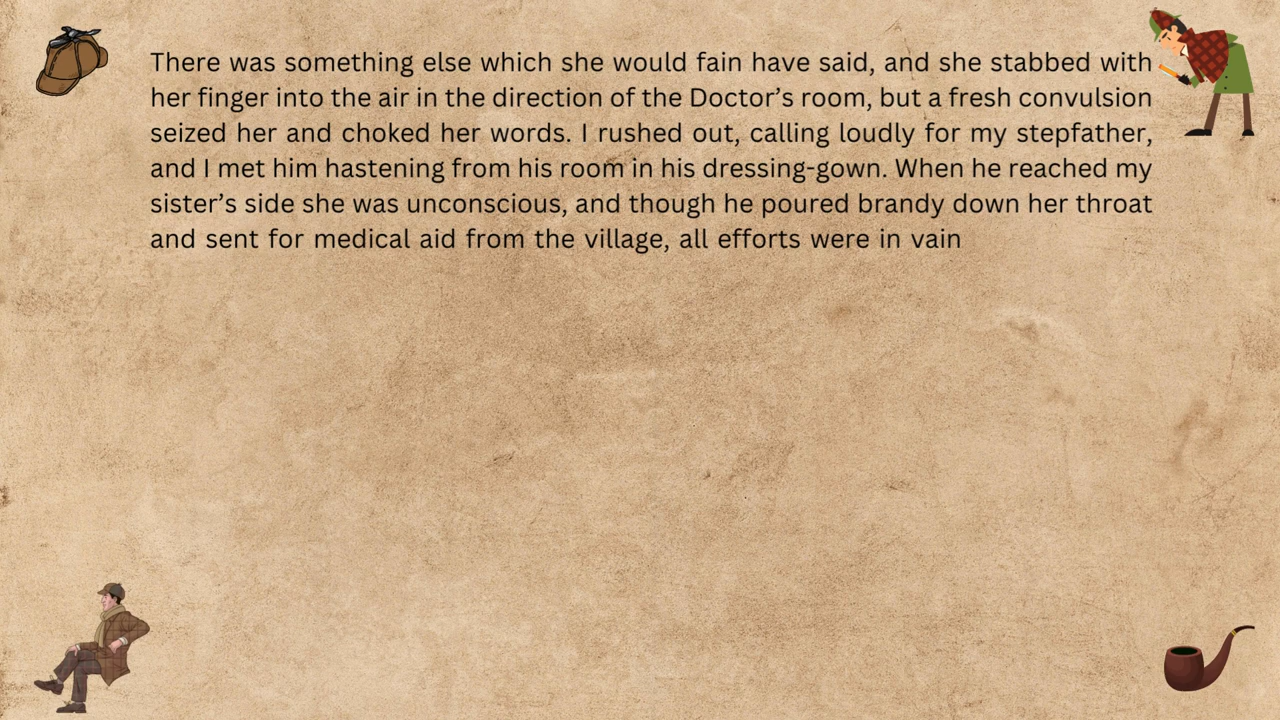 There was something else which she would fain have said, and she stabbed with
her finger into the air in the direction of the Doctor’s room, but a fresh convulsion
seized her and choked her words. I rushed out, calling loudly for my stepfather,
and I met him hastening from his room in his dressing-gown. When he reached my
sister’s side she was unconscious, and though he poured brandy down her throat
and sent for medical aid from the village, all efforts were in vain